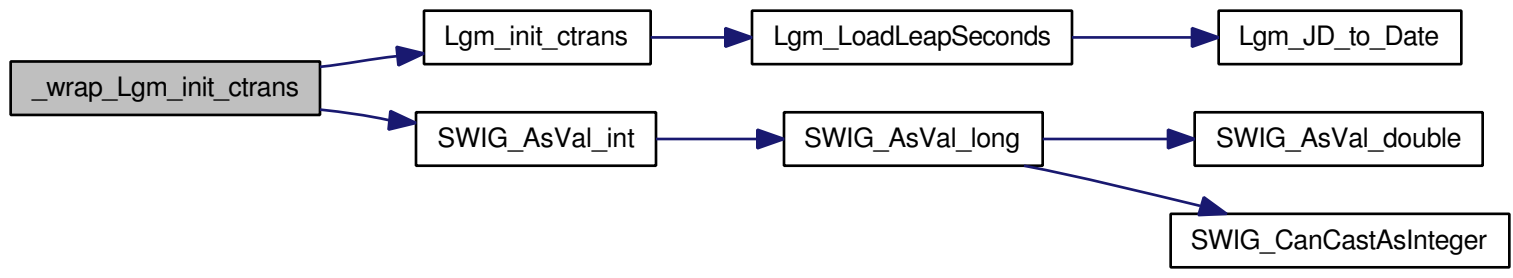 _wrap_Lgm_init_ctrans
Lgm_init_ctrans
Lgm_LoadLeapSeconds
Lgm_JD_to_Date
SWIG_AsVal_int
SWIG_AsVal_long
SWIG_AsVal_double
SWIG_CanCastAsInteger